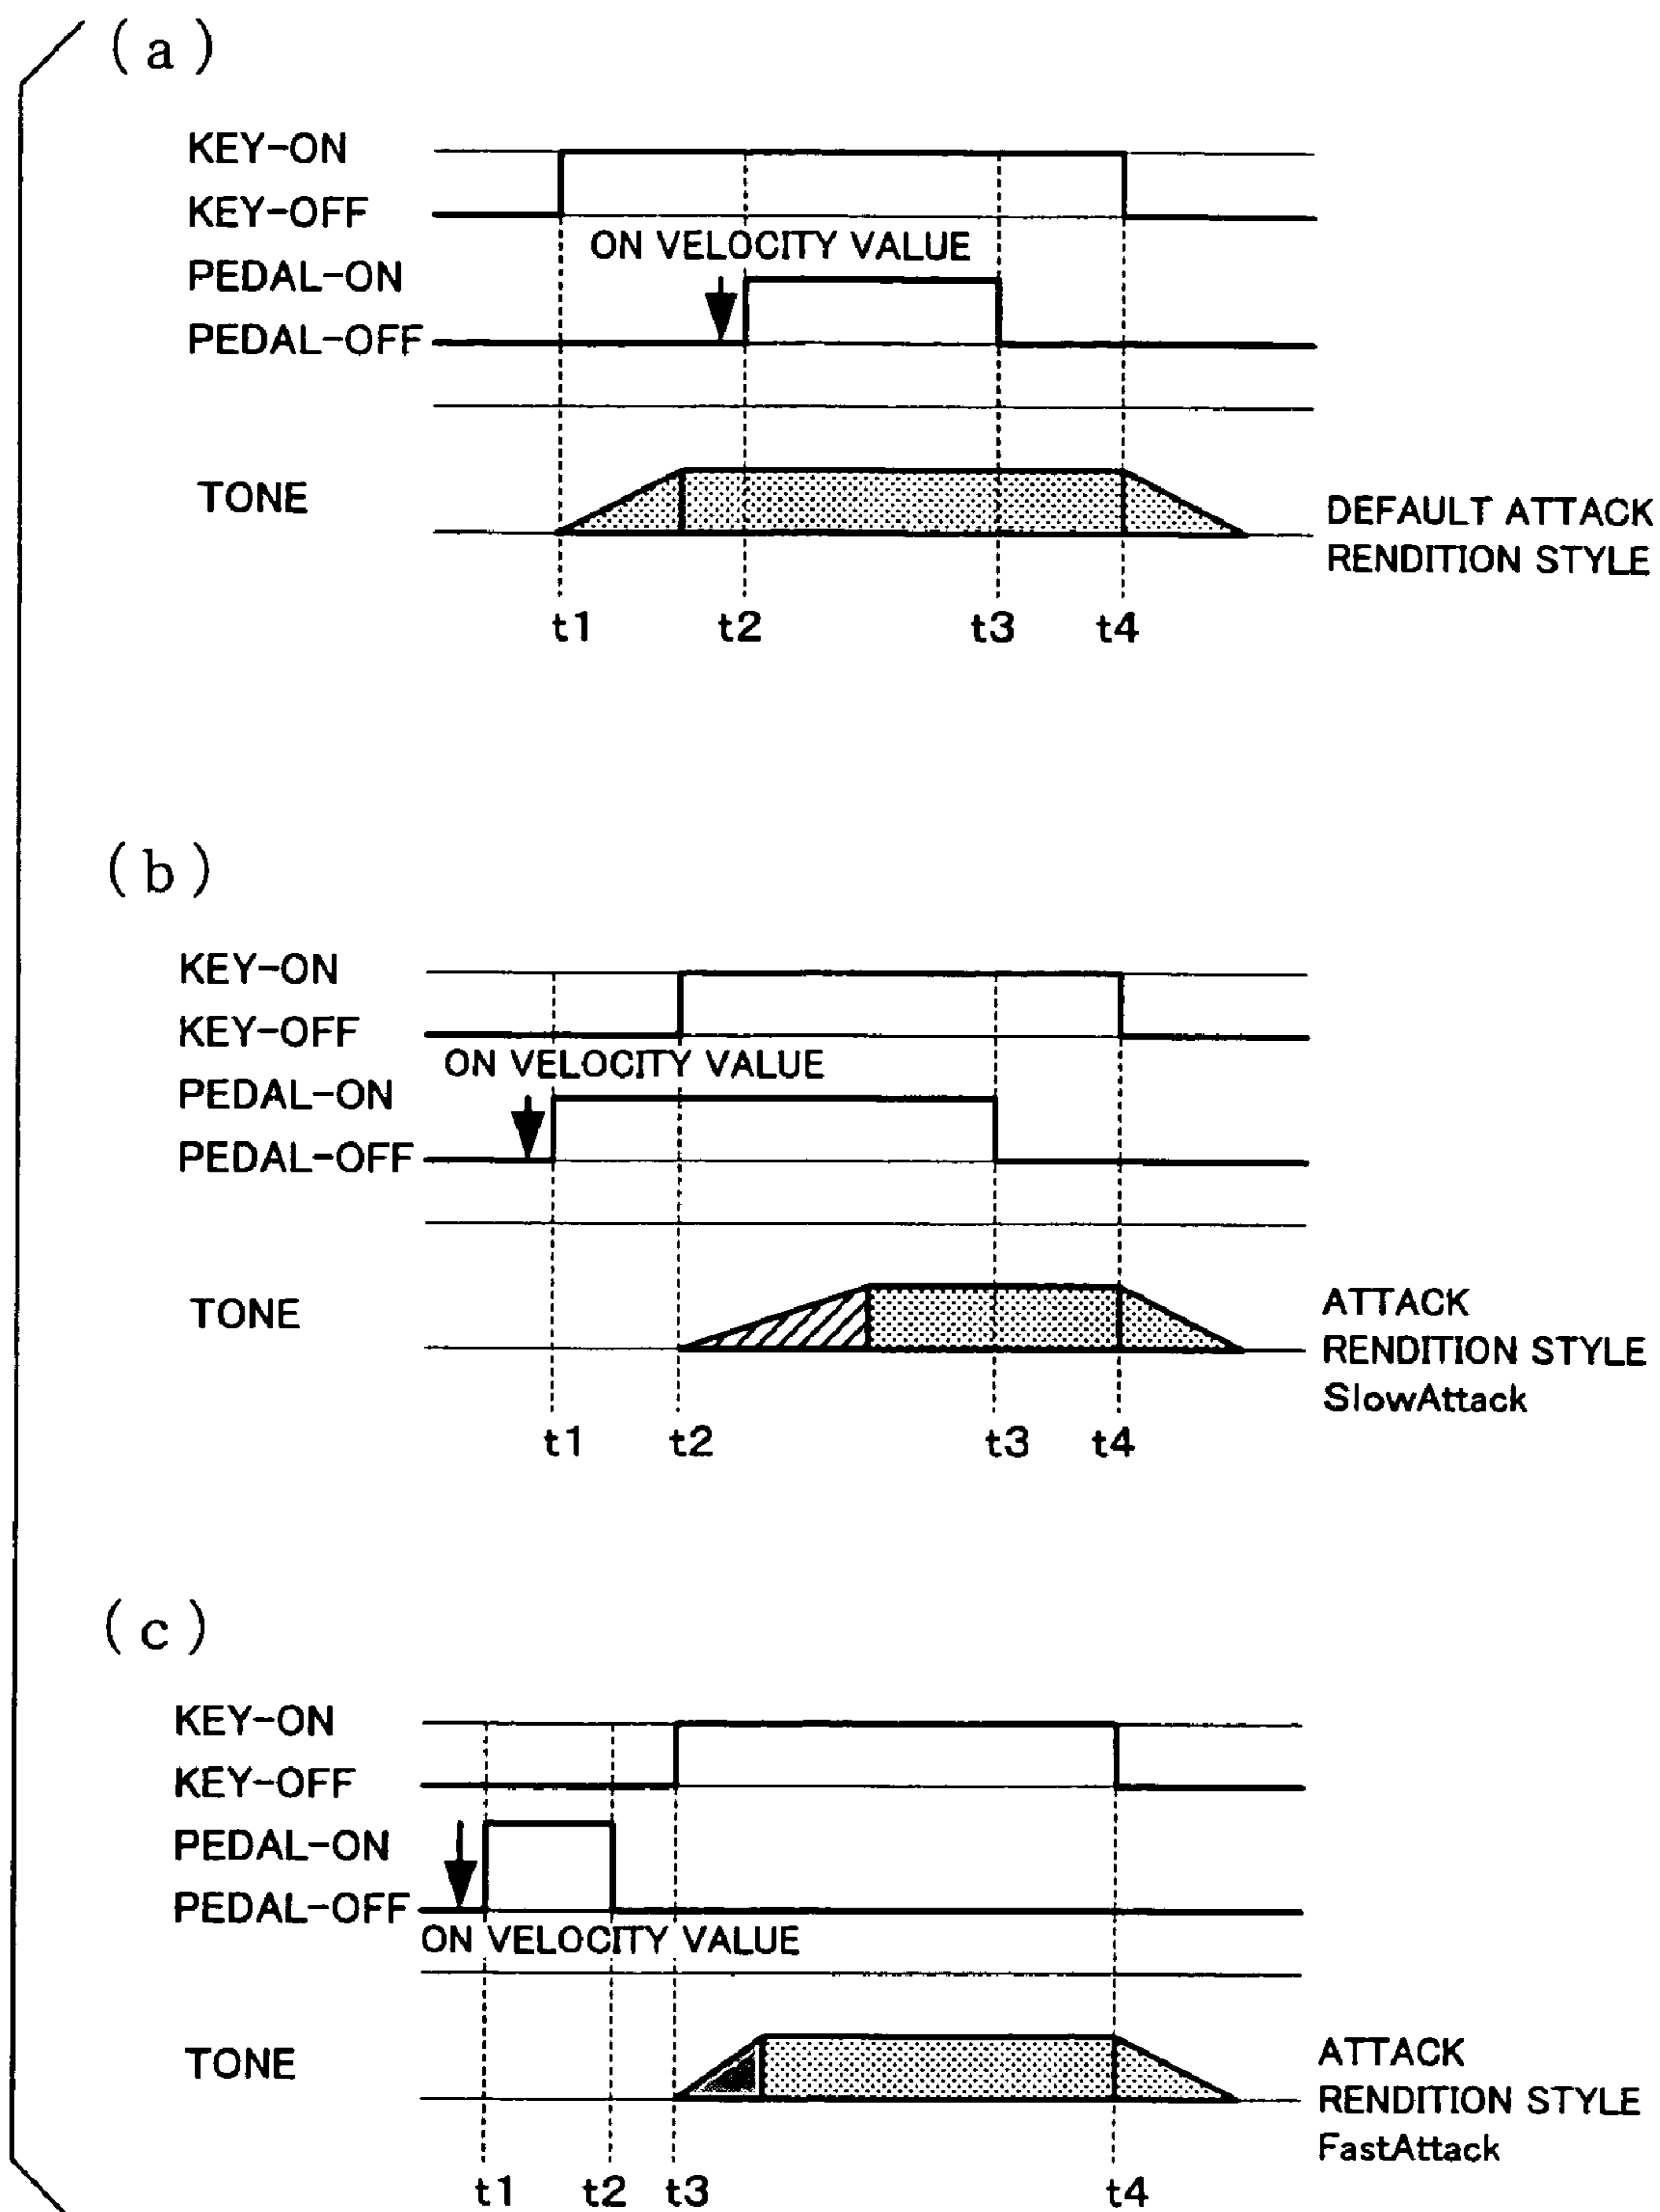 (a)
KEY-ON
KEY-OFF
ON VELOCITY VALUE
PEDAL-ON
PEDAL-OFF
TONE
DEFAULT ATTACK
RENDITION STYLE
t1 t2 t3 t4
(b)
KEY-ON
KEY-OFF
ON VELOCITY VALUE
PEDAL-ON
PEDAL-OFF
TONE
ATTACK
RENDITION STYLE
SlowAttack
t1 t2 t3 t4
(c)
KEY-ON
KEY-OFF
PEDAL-ON
PEDAL-OFF
ON VELOCITY VALUE
TONE
ATTACK
RENDITION STYLE
FastAttack
t1 t2 t3 t4